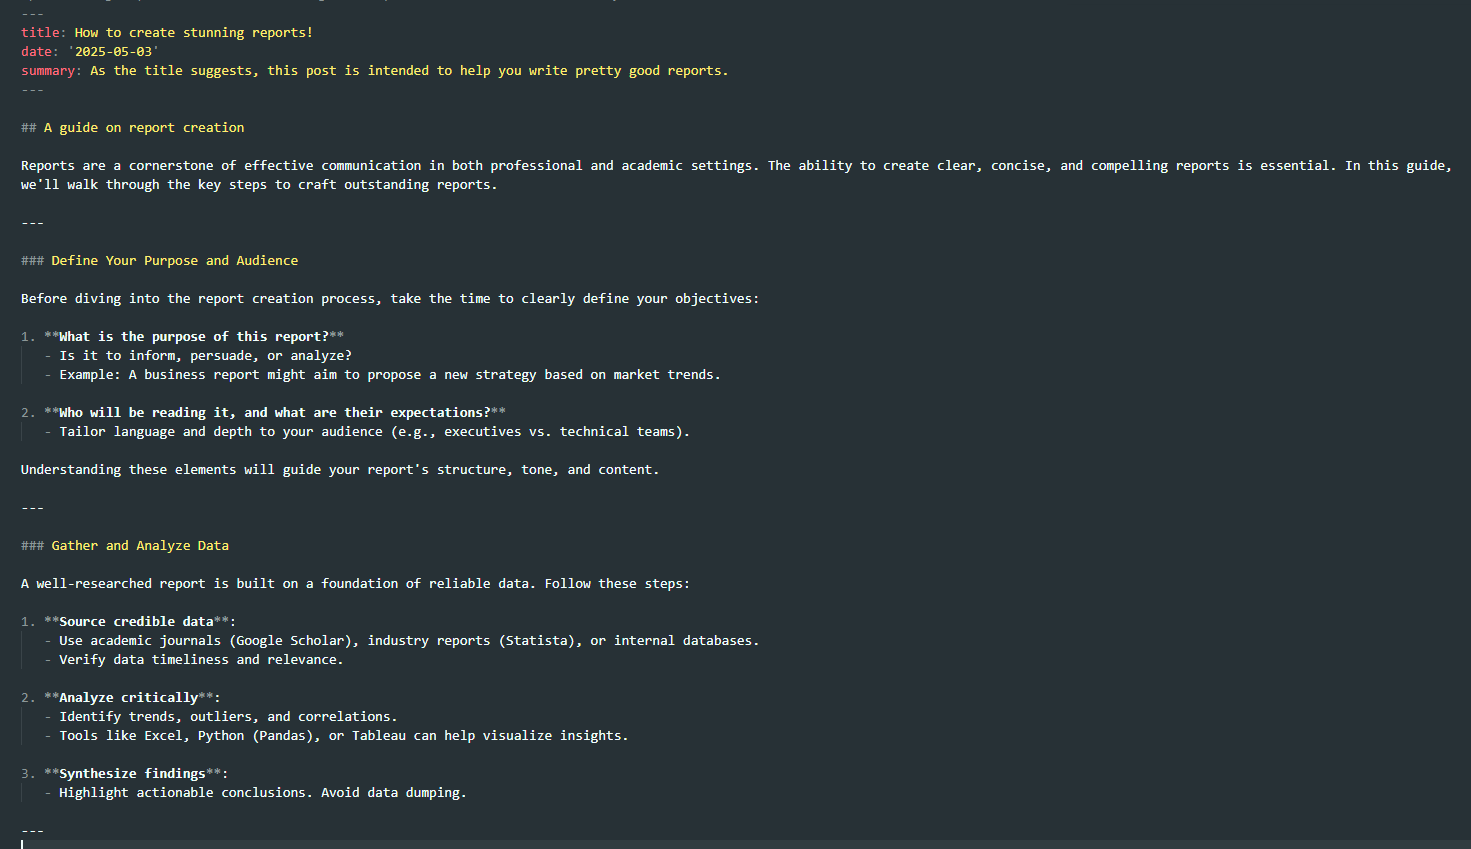 ---
title: How to create stunning reports!
date: '2025-05-03'
summary: As the title suggests, this post is intended to help you write pretty good reports.
---
## A guide on report creation
Reports are a cornerstone of effective communication in both professional and academic settings. The ability to create clear, concise, and compelling reports is essential. In this guide,
we'll walk through the key steps to craft outstanding reports.
---
### Define Your Purpose and Audience
Before diving into the report creation process, take the time to clearly define your objectives:
1. **What is the purpose of this report?**
- Is it to inform, persuade, or analyze?
- Example: A business report might aim to propose a new strategy based on market trends.
2. **Who will be reading it, and what are their expectations?**
- Tailor language and depth to your audience (e.g., executives vs. technical teams).
Understanding these elements will guide your report's structure, tone, and content.
---
### Gather and Analyze Data
A well-researched report is built on a foundation of reliable data. Follow these steps:
1. **Source credible data**:
- Use academic journals (Google Scholar), industry reports (Statista), or internal databases.
- Verify data timeliness and relevance.
2. **Analyze critically**:
- Identify trends, outliers, and correlations.
- Tools like Excel, Python (Pandas), or Tableau can help visualize insights.
3. **Synthesize findings**:
- Highlight actionable conclusions. Avoid data dumping.
---